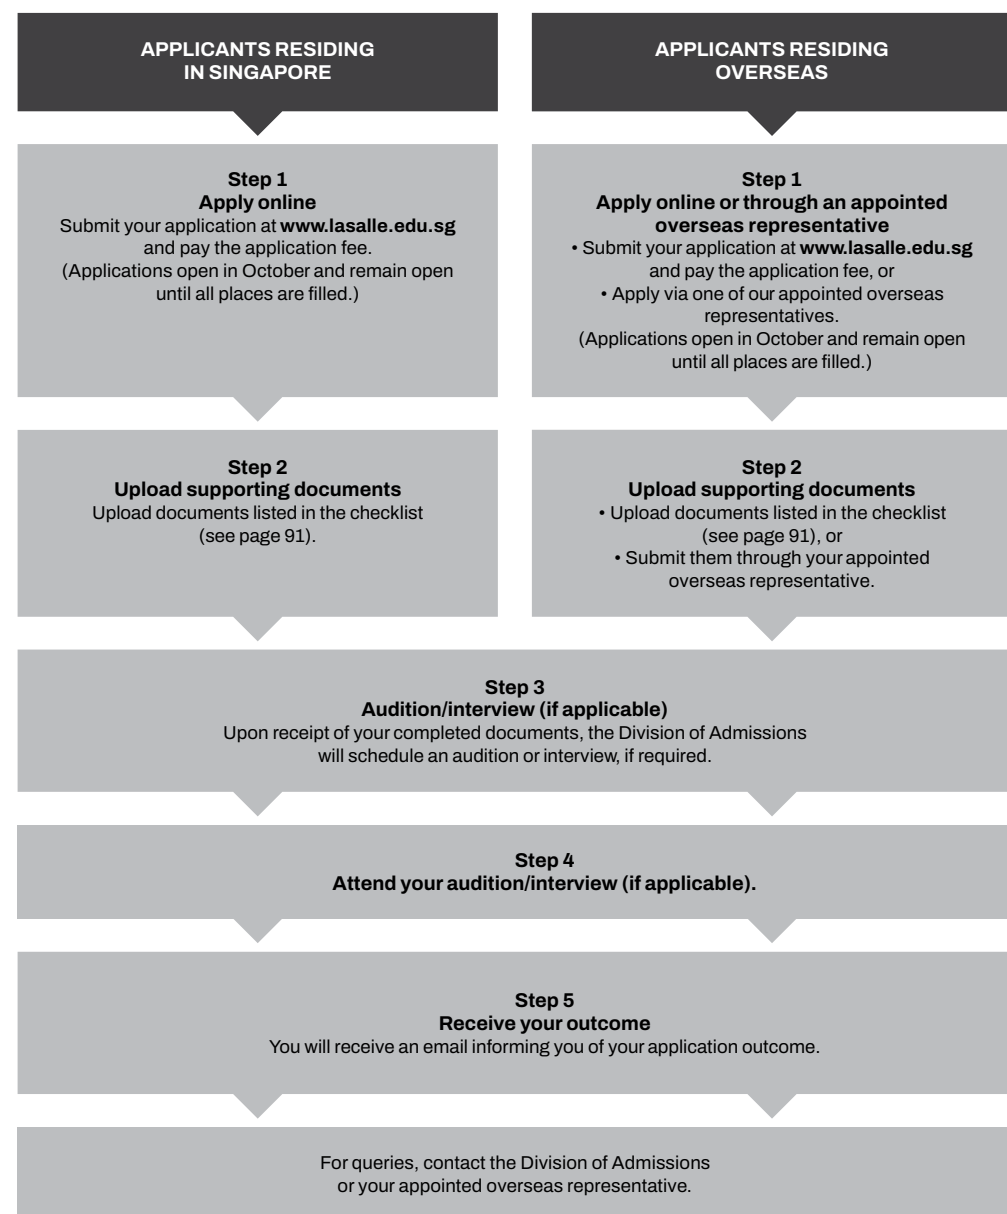 APPLICANTS RESIDING
IN SINGAPORE
Step 1
Apply online
Submit your application at www.lasalle.edu.sg
and pay the application fee.
(Applications open in October and remain open
until all places are filled.)
Step 2
Upload supporting documents
Upload documents listed in the checklist
(see page 91).
APPLICANTS RESIDING
OVERSEAS
Step 1
Apply online or through an appointed
overseas representative
• Submit your application at www.lasalle.edu.sg
and pay the application fee, or
• Apply via one of our appointed overseas
representatives.
(Applications open in October and remain open
until all places are filled.)
Step 2
Upload supporting documents
• Upload documents listed in the checklist
(see page 91), or
• Submit them through your appointed
overseas representative.
Step 3
Audition/interview (if applicable)
Upon receipt of your completed documents, the Division of Admissions
will schedule an audition or interview, if required.
Step 4
Attend your audition/interview (if applicable).
Step 5
Receive your outcome
You will receive an email informing you of your application outcome.
For queries, contact the Division of Admissions
or your appointed overseas representative.